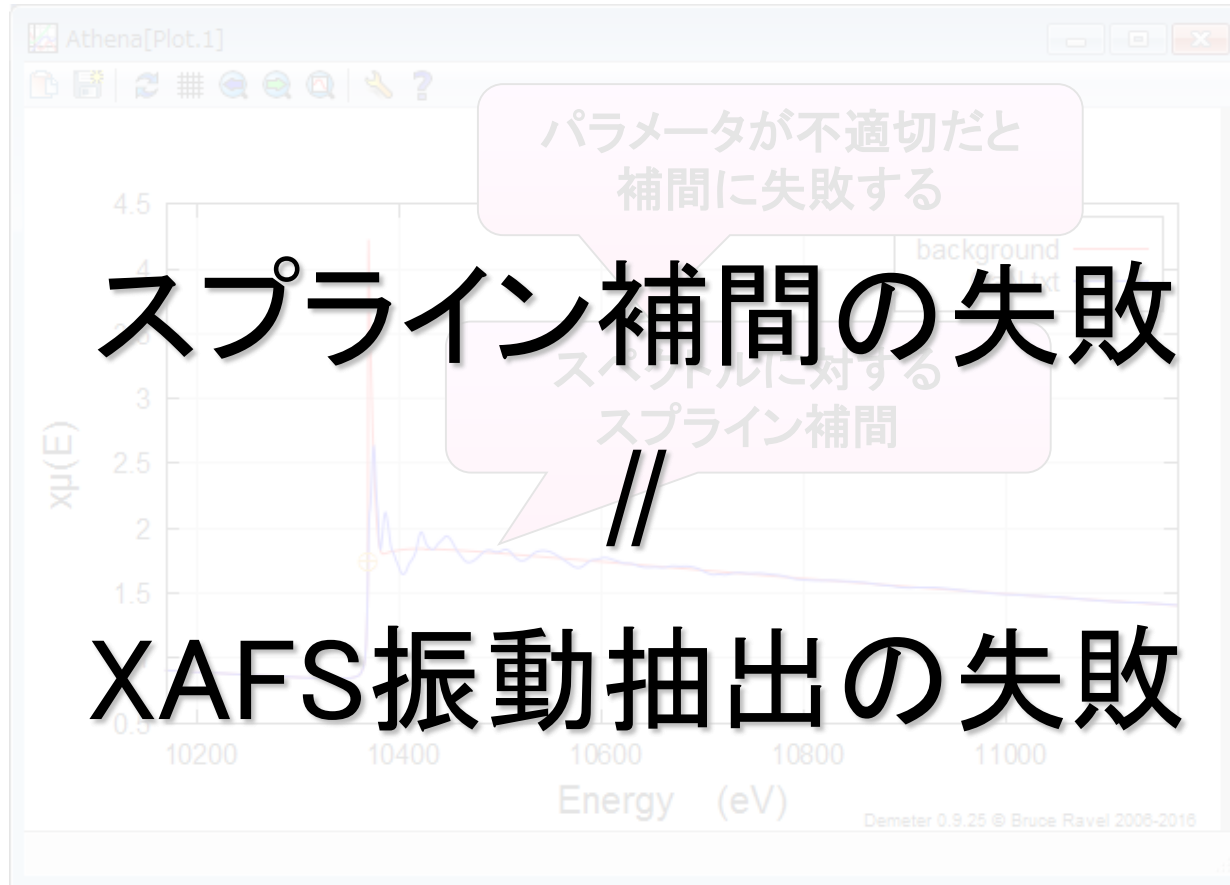 Athena[Plot.1]
パラメータが不適切だと
補間に失敗する
4.5
background
スプライン補間の失敗
スペクトルに対する
スプライン補間
3
xμ(E)
2.5
//
2
1.5
XAFS振動抽出の失敗
0.5
10200
10400
10600
10800
11000
Energy (eV)
Demeter 0.9.25 © Bruce Ravel 2006-2016